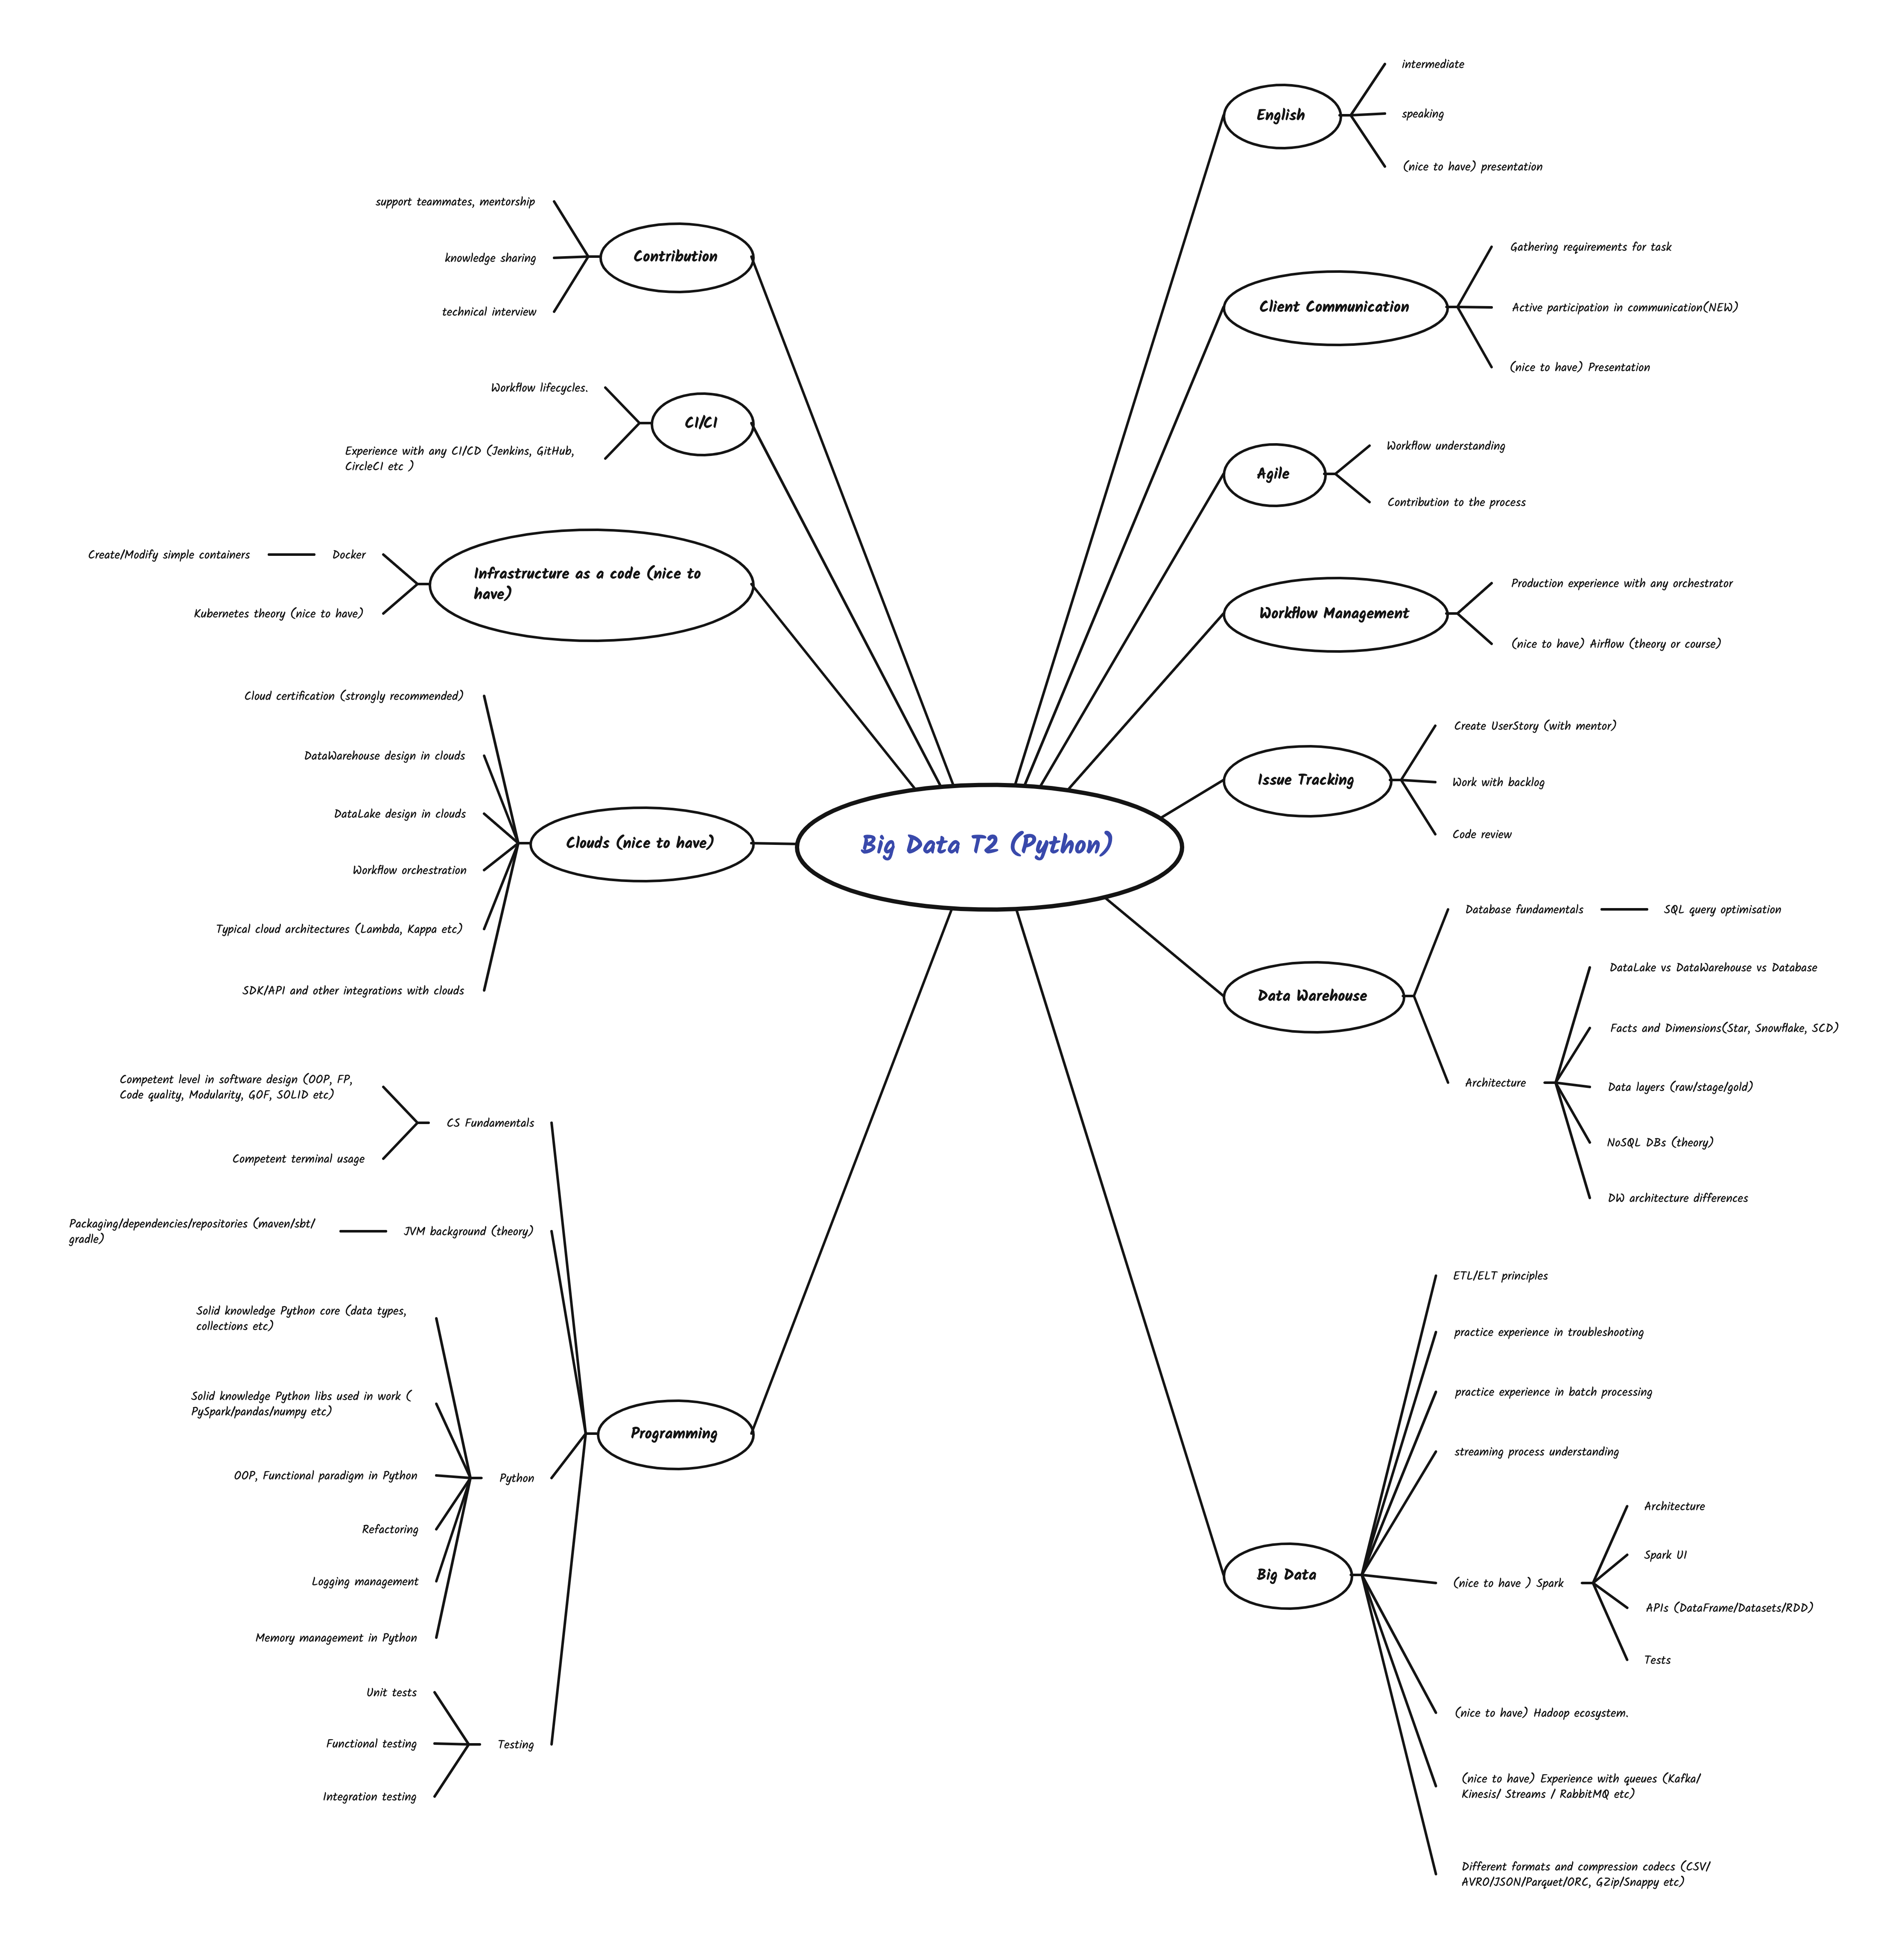 Big Data T2 (Python)
English
intermediate
speaking
(nice to have) presentation
Client Communication
Gathering requirements for task
Active participation in communication(NEW)
(nice to have) Presentation
Agile
Workflow understanding
Contribution to the process
Workflow Management
Production experience with any orchestrator
(nice to have) Airflow (theory or course)
Issue Tracking
Create UserStory (with mentor)
Work with backlog
Code review
Data Warehouse
Database fundamentals
SQL query optimisation
Architecture
DataLake vs DataWarehouse vs Database
Facts and Dimensions(Star, Snowflake, SCD)
Data layers (raw/stage/gold)
NoSQL DBs (theory)
DW architecture differences
Big Data
ETL/ELT principles
practice experience in troubleshooting
practice experience in batch processing
streaming process understanding
(nice to have ) Spark
Architecture
Spark UI
APIs (DataFrame/Datasets/RDD)
Tests
(nice to have) Hadoop ecosystem.
(nice to have) Experience with queues (Kafka/
Kinesis/ Streams / RabbitMQ etc)
Different formats and compression codecs (CSV/
AVRO/JSON/Parquet/ORC, GZip/Snappy etc)
Contribution
support teammates, mentorship
knowledge sharing
technical interview
CI/CI
Workflow lifecycles.
Experience with any CI/CD (Jenkins, GitHub,
CircleCI etc )
Infrastructure as a code (nice to
have)
Docker
Create/Modify simple containers
Kubernetes theory (nice to have)
Clouds (nice to have)
Cloud certification (strongly recommended)
DataWarehouse design in clouds
DataLake design in clouds
Workflow orchestration
Typical cloud architectures (Lambda, Kappa etc)
SDK/API and other integrations with clouds
Programming
CS Fundamentals
Competent level in software design (OOP, FP,
Code quality, Modularity, GOF, SOLID etc)
Competent terminal usage
JVM background (theory)
Packaging/dependencies/repositories (maven/sbt/
gradle)
Python
Solid knowledge Python core (data types,
collections etc)
Solid knowledge Python libs used in work (
PySpark/pandas/numpy etc)
OOP, Functional paradigm in Python
Refactoring
Logging management
Memory management in Python
Testing
Unit tests
Functional testing
Integration testing